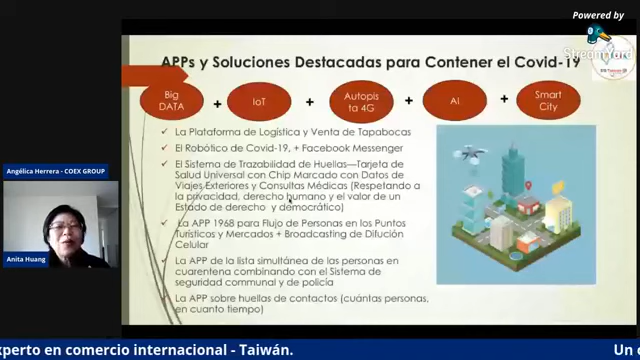 Powered by
StreamYard
APPs y Soluciones Destacadas para Contener el Covid-19
Big
DATA
+
IoT
+
Autopis
ta 4G
+
AI
+
Smart
City
La Plataforma de Logística y Venta de Tapabocas
El Robótico de Covid-19, + Facebook Messenger
El Sistema de Trazabilidad de Huellas—Tarjeta de
Salud Universal con Chip Marcado con Datos de
Viajes Exteriores y Consultas Médicas (Respetando a
la privacidad, derecho humano y el valor de un
Estado de derecho y democrático)
La APP 1968 para Flujo de Personas en los Puntos
Turísticos y Mercados + Broadcasting de Difución
Celular
La APP de la lista simultánea de las personas en
cuarentena combinando con el Sistema de
seguridad communal y de policía
La APP sobre huellas de contactos (cuántas personas,
en cuanto tiempo)
Angélica Herrera - COEX GROUP
Anita Huang
xperto en comercio internacional - Taiwán.
Un c